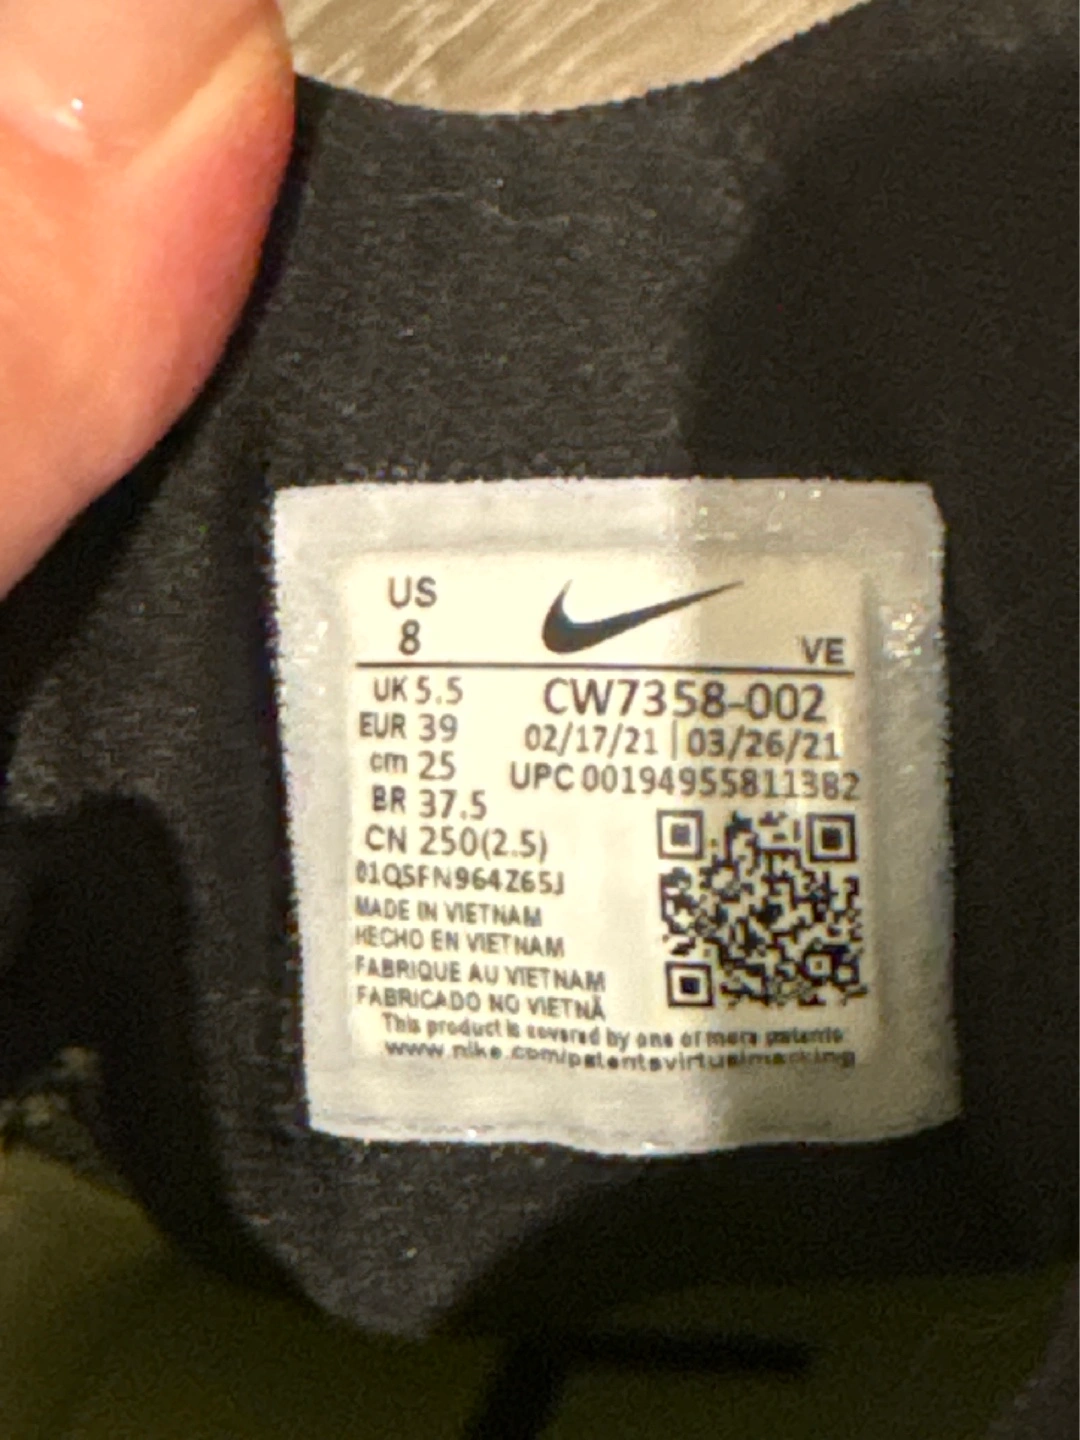 US
8
VE
UK 5.5
CW7358-002
EUR 39
02/17/21 | 03/26/21
cm 25
UPC 00194955811382
BR 37.5
CN 250(2.5)
01QSFN964Z65J
MADE IN VIETNAM
HECHO EN VIETNAM
FABRIQUE AU VIETNAM
FABRICADO NO VIETNÃ
This product is covered by one of more patents
www.nike.com/patentsvirtualmarking